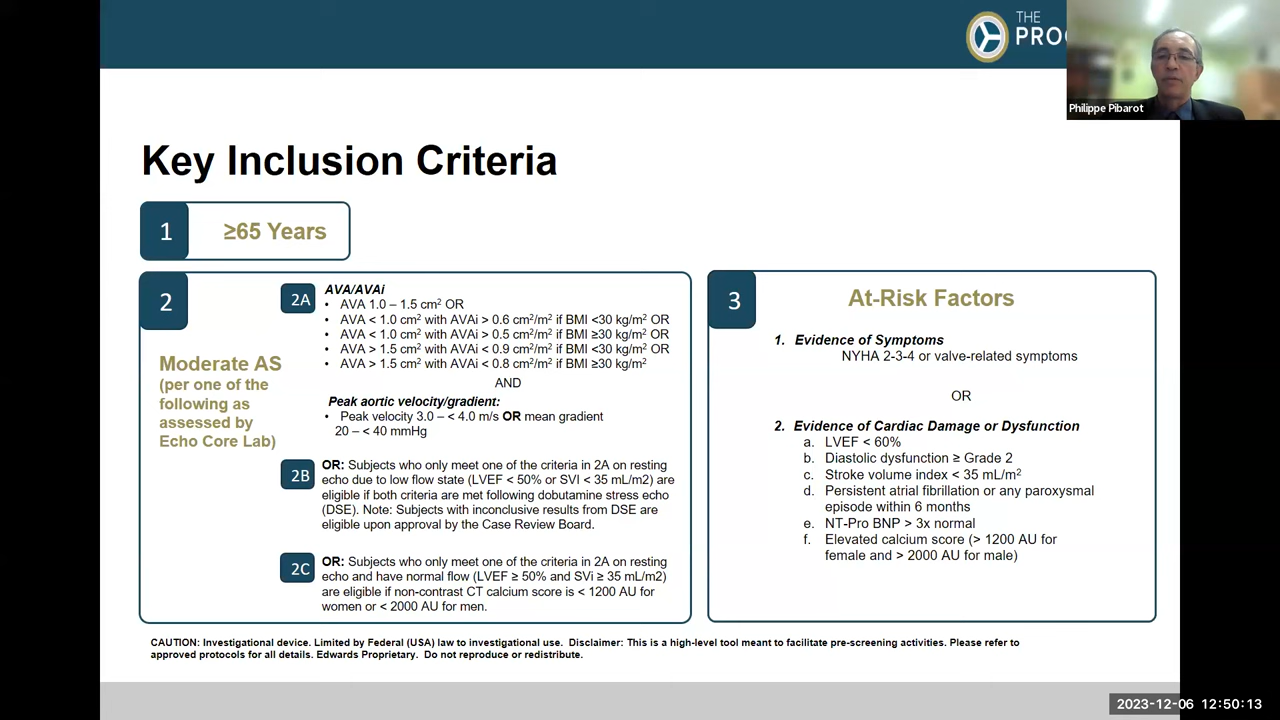 THE
PRO
Philippe Pibarot
Key Inclusion Criteria
1
≥65 Years
2
Moderate AS
(per one of the
following as
assessed by
Echo Core Lab)
2A
AVA/AVAi
• AVA 1.0 – 1.5 cm² OR
• AVA < 1.0 cm² with AVAi > 0.6 cm²/m² if BMI <30 kg/m² OR
• AVA < 1.0 cm² with AVAi > 0.5 cm²/m² if BMI ≥30 kg/m² OR
• AVA > 1.5 cm² with AVAi < 0.9 cm²/m² if BMI <30 kg/m² OR
• AVA > 1.5 cm² with AVAi < 0.8 cm²/m² if BMI ≥30 kg/m²
AND
Peak aortic velocity/gradient:
• Peak velocity 3.0 – < 4.0 m/s OR mean gradient
20 – < 40 mmHg
2B
OR: Subjects who only meet one of the criteria in 2A on resting
echo due to low flow state (LVEF < 50% or SVI < 35 mL/m2) are
eligible if both criteria are met following dobutamine stress echo
(DSE). Note: Subjects with inconclusive results from DSE are
eligible upon approval by the Case Review Board.
2C
OR: Subjects who only meet one of the criteria in 2A on resting
echo and have normal flow (LVEF ≥ 50% and SVi ≥ 35 mL/m2)
are eligible if non-contrast CT calcium score is < 1200 AU for
women or < 2000 AU for men.
3
At-Risk Factors
1. Evidence of Symptoms
NYHA 2-3-4 or valve-related symptoms
OR
2. Evidence of Cardiac Damage or Dysfunction
a. LVEF < 60%
b. Diastolic dysfunction ≥ Grade 2
c. Stroke volume index < 35 mL/m²
d. Persistent atrial fibrillation or any paroxysmal
episode within 6 months
e. NT-Pro BNP > 3x normal
f. Elevated calcium score (> 1200 AU for
female and > 2000 AU for male)
CAUTION: Investigational device. Limited by Federal (USA) law to investigational use. Disclaimer: This is a high-level tool meant to facilitate pre-screening activities. Please refer to
approved protocols for all details. Edwards Proprietary. Do not reproduce or redistribute.
2023-12-06 12:50:13